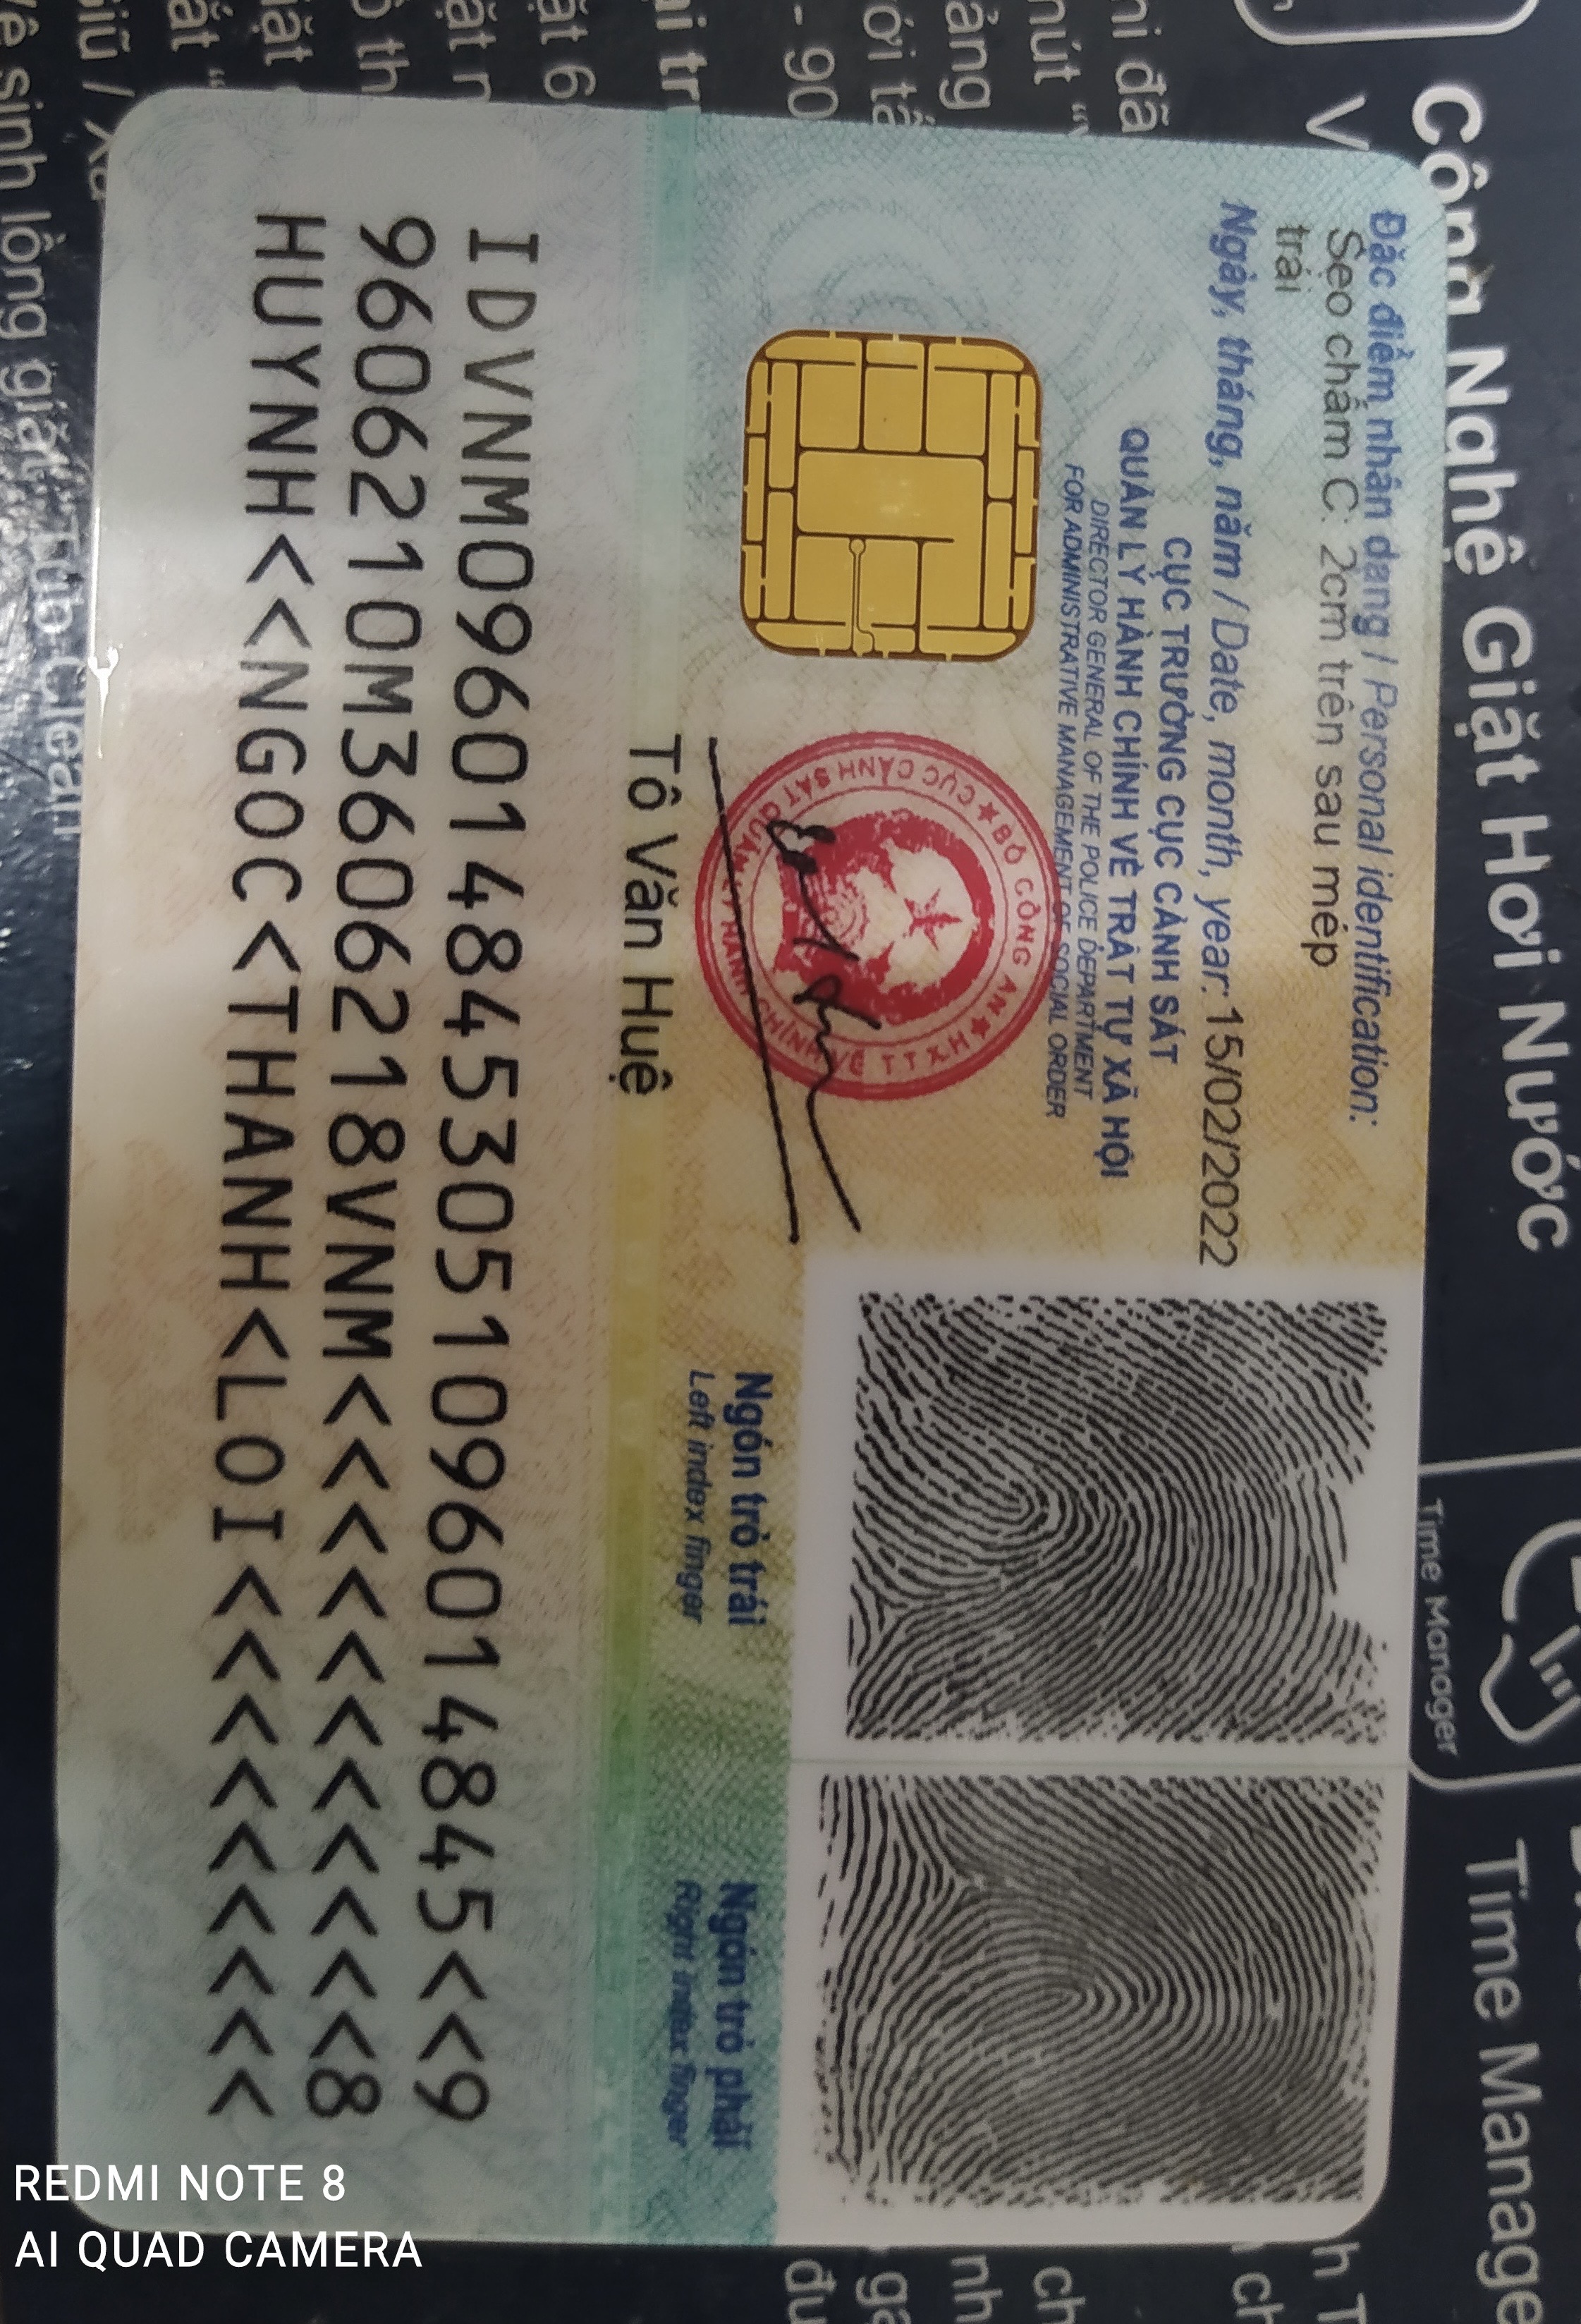 Đặc điểm nhân dạng / Personal identification:
Sẹo chấm C: 2cm trên sau mép
trái
Ngày, tháng, năm / Date, month, year: 15/02/2022
CỤC TRƯỞNG CỤC CẢNH SÁT
QUẢN LÝ HÀNH CHÍNH VỀ TRẬT TỰ XÃ HỘI
DIRECTOR GENERAL OF THE POLICE DEPARTMENT
FOR ADMINISTRATIVE MANAGEMENT OF SOCIAL ORDER
BỘ CÔNG AN ★ CỤC CẢNH SÁT QUẢN LÝ HÀNH CHÍNH VỀ TTXH ★
Tô Văn Huệ
Ngón trỏ trái
Left index finger
Ngón trỏ phải
Right index finger
IDVNM0960148453051096014845<<9
9606210M3606218VNM<<<<<<<<<<<8
HUYNH<<NGOC<THANH<LOI<<<<<<<<<
Công Nghệ Giặt Hơi Nước
Time Manager
Time Manage
REDMI NOTE 8
AI QUAD CAMERA